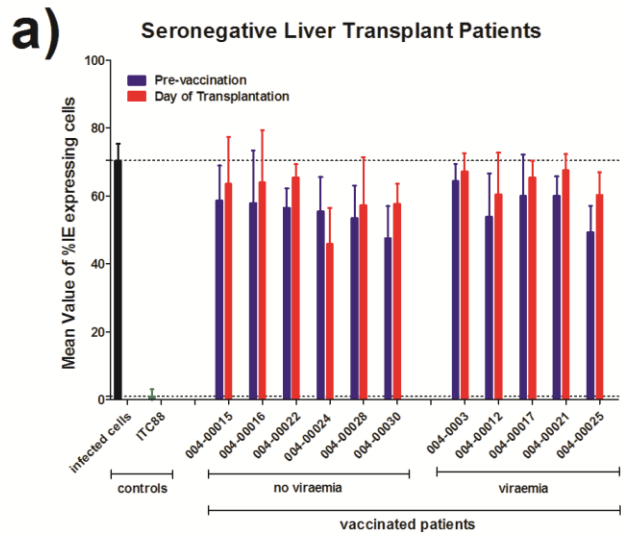 a)
Seronegative Liver Transplant Patients
Pre-vaccination
Day of Transplantation
Mean Value of %IE expressing cells
100
80
60
40
20
0
infected cells
ITC88
004-00015
004-00016
004-00022
004-00024
004-00028
004-00030
004-0003
004-00012
004-00017
004-00021
004-00025
controls
no viraemia
viraemia
vaccinated patients